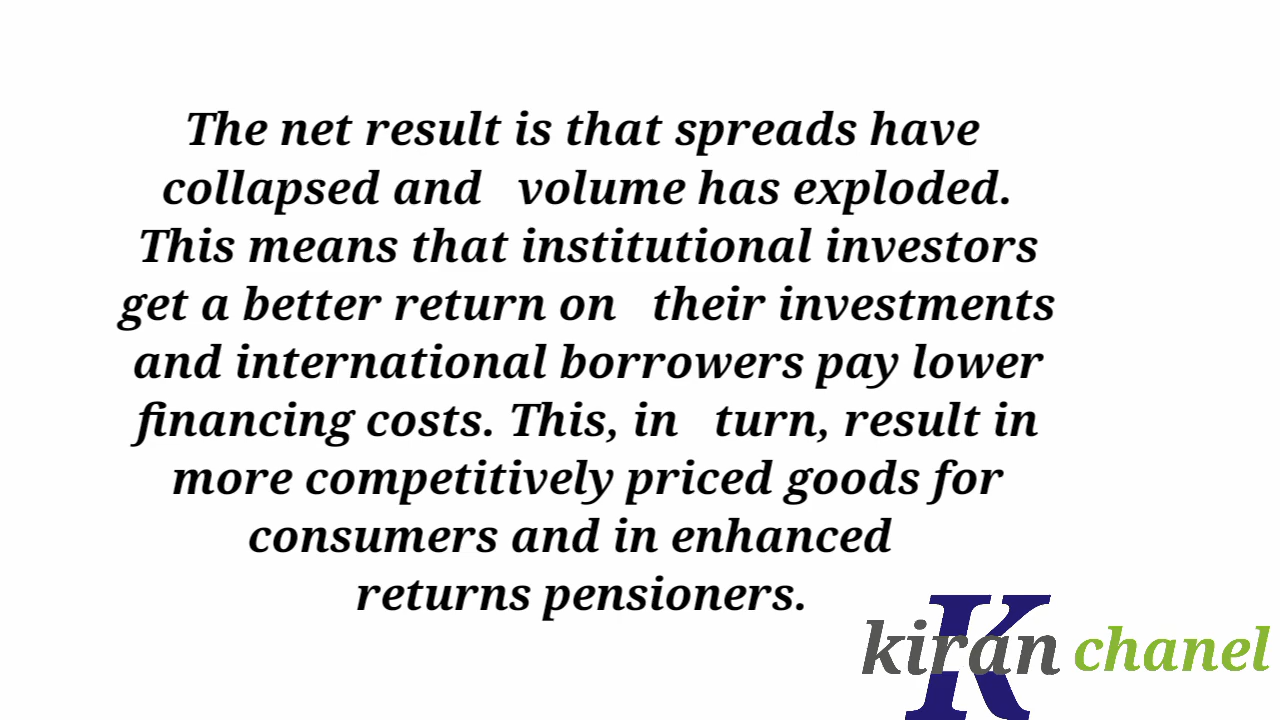 The net result is that spreads have
collapsed and   volume has exploded.
This means that institutional investors
get a better return on   their investments
and international borrowers pay lower
financing costs. This, in   turn, result in
more competitively priced goods for
consumers and in enhanced
returns pensioners.
K
kiran chanel